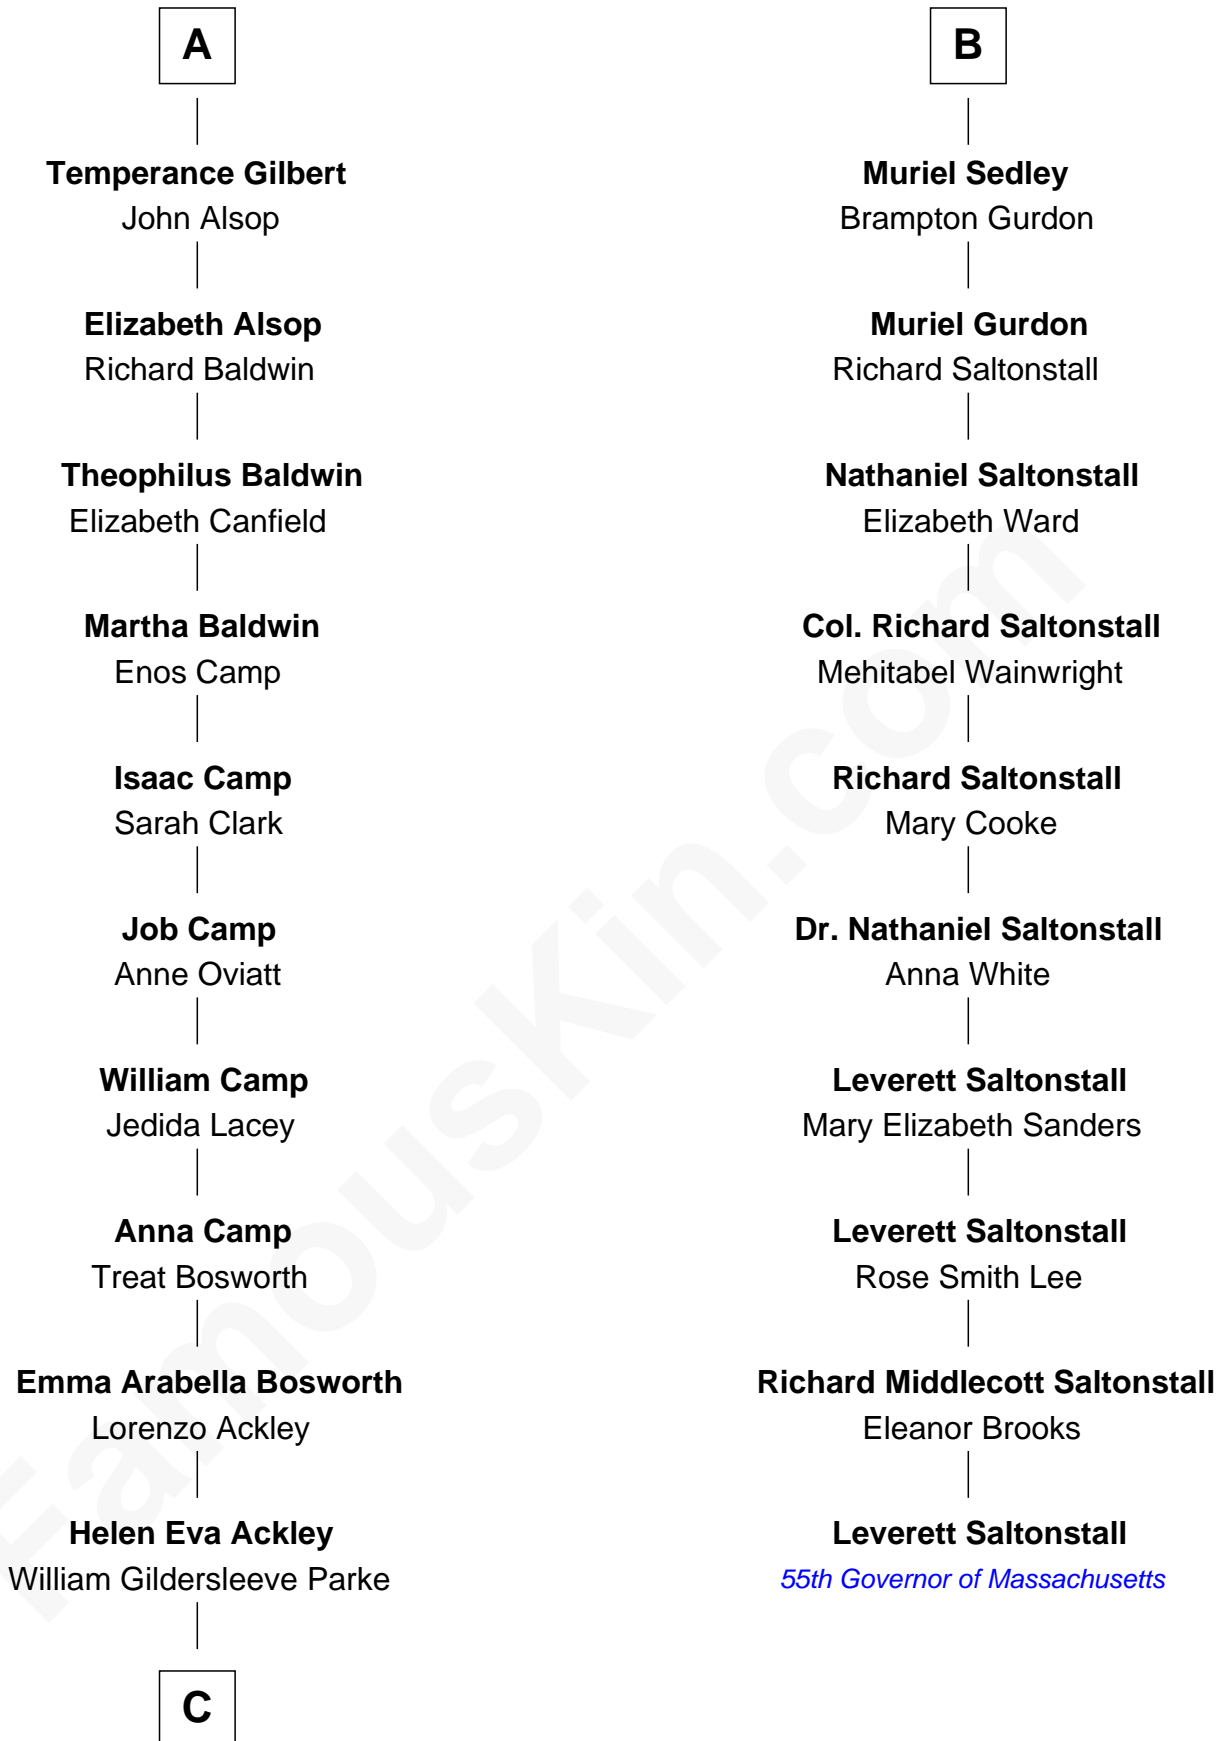 A
Temperance Gilbert
John Alsop
Elizabeth Alsop
Richard Baldwin
Theophilus Baldwin
Elizabeth Canfield
Martha Baldwin
Enos Camp
Isaac Camp
Sarah Clark
Job Camp
Anne Oviatt
William Camp
Jedida Lacey
Anna Camp
Treat Bosworth
Emma Arabella Bosworth
Lorenzo Ackley
Helen Eva Ackley
William Gildersleeve Parke
C
B
Muriel Sedley
Brampton Gurdon
Muriel Gurdon
Richard Saltonstall
Nathaniel Saltonstall
Elizabeth Ward
Col. Richard Saltonstall
Mehitabel Wainwright
Richard Saltonstall
Mary Cooke
Dr. Nathaniel Saltonstall
Anna White
Leverett Saltonstall
Mary Elizabeth Sanders
Leverett Saltonstall
Rose Smith Lee
Richard Middlecott Saltonstall
Eleanor Brooks
Leverett Saltonstall
55th Governor of Massachusetts
FamousKin.com